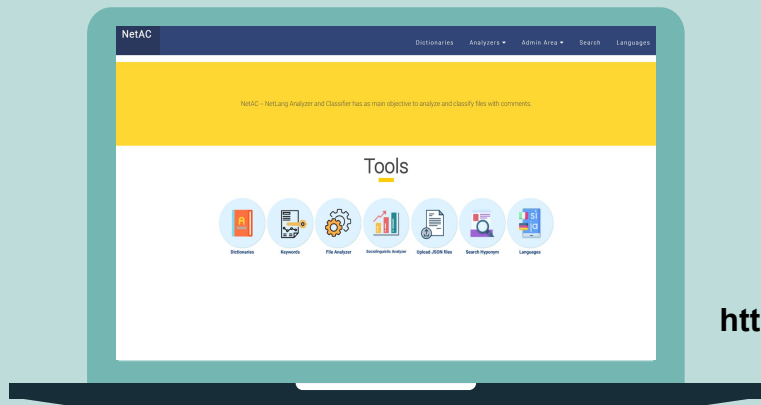 NetAC
Dictionaries Analyzers Admin Area Search Languages
NetAC – NetLang Analyzer and Classifier has as main objective to analyze and classify files with comments.
Tools
Dictionaries Keywords File Analyzer Sociolinguistic Analyzer Upload JSON files Search Hyponym Languages
htt